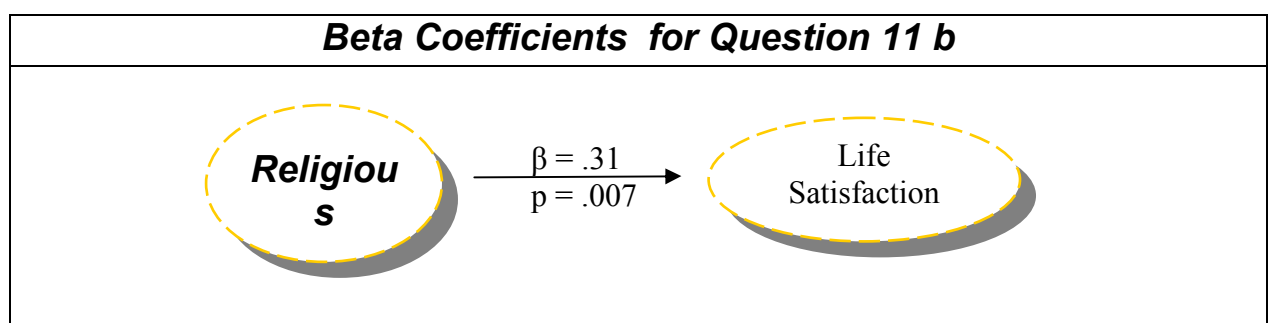 Beta Coefficients for Question 11 b
Religiou
s
β = .31
p = .007
Life
Satisfaction